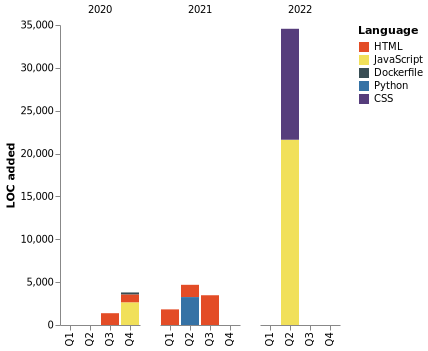 2020 2021 2022
Language
HTML
JavaScript
Dockerfile
Python
CSS
LOC added
35,000
30,000
25,000
20,000
15,000
10,000
5,000
0
Q1 Q2 Q3 Q4 Q1 Q2 Q3 Q4 Q1 Q2 Q3 Q4